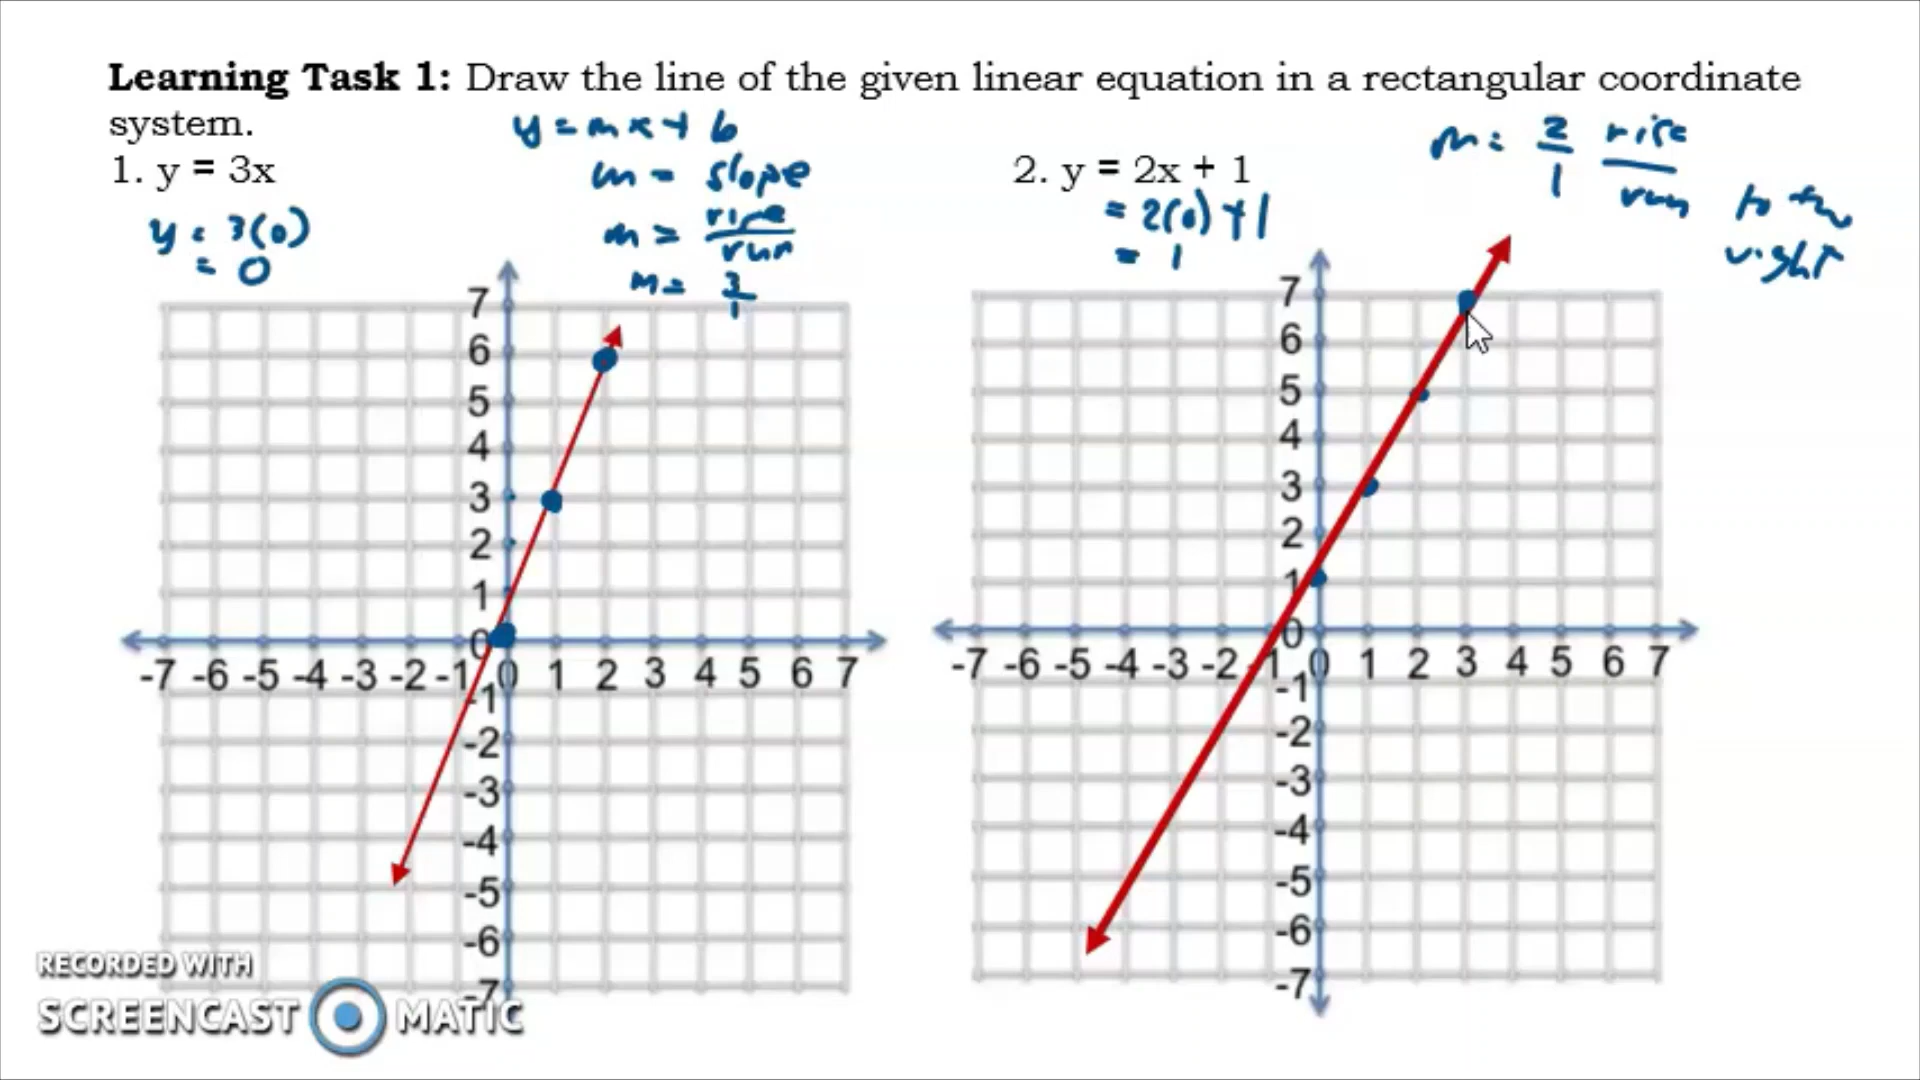 Learning Task 1: Draw the line of the given linear equation in a rectangular coordinate
system.
y = mx + b
1. y = 3x
m = slope
y = 3(0)
= 0
m = rise
run
m = 3
1
2. y = 2x + 1
= 2(0) + 1
= 1
m = 2 rise
1 run to the
right
7
6
5
4
3
2
1
0
-7 -6 -5 -4 -3 -2 -1 0 1 2 3 4 5 6 7
-1
-2
-3
-4
-5
-6
-7
7
6
5
4
3
2
1
0
-7 -6 -5 -4 -3 -2 -1 0 1 2 3 4 5 6 7
-1
-2
-3
-4
-5
-6
-7
RECORDED WITH
SCREENCAST MATIC